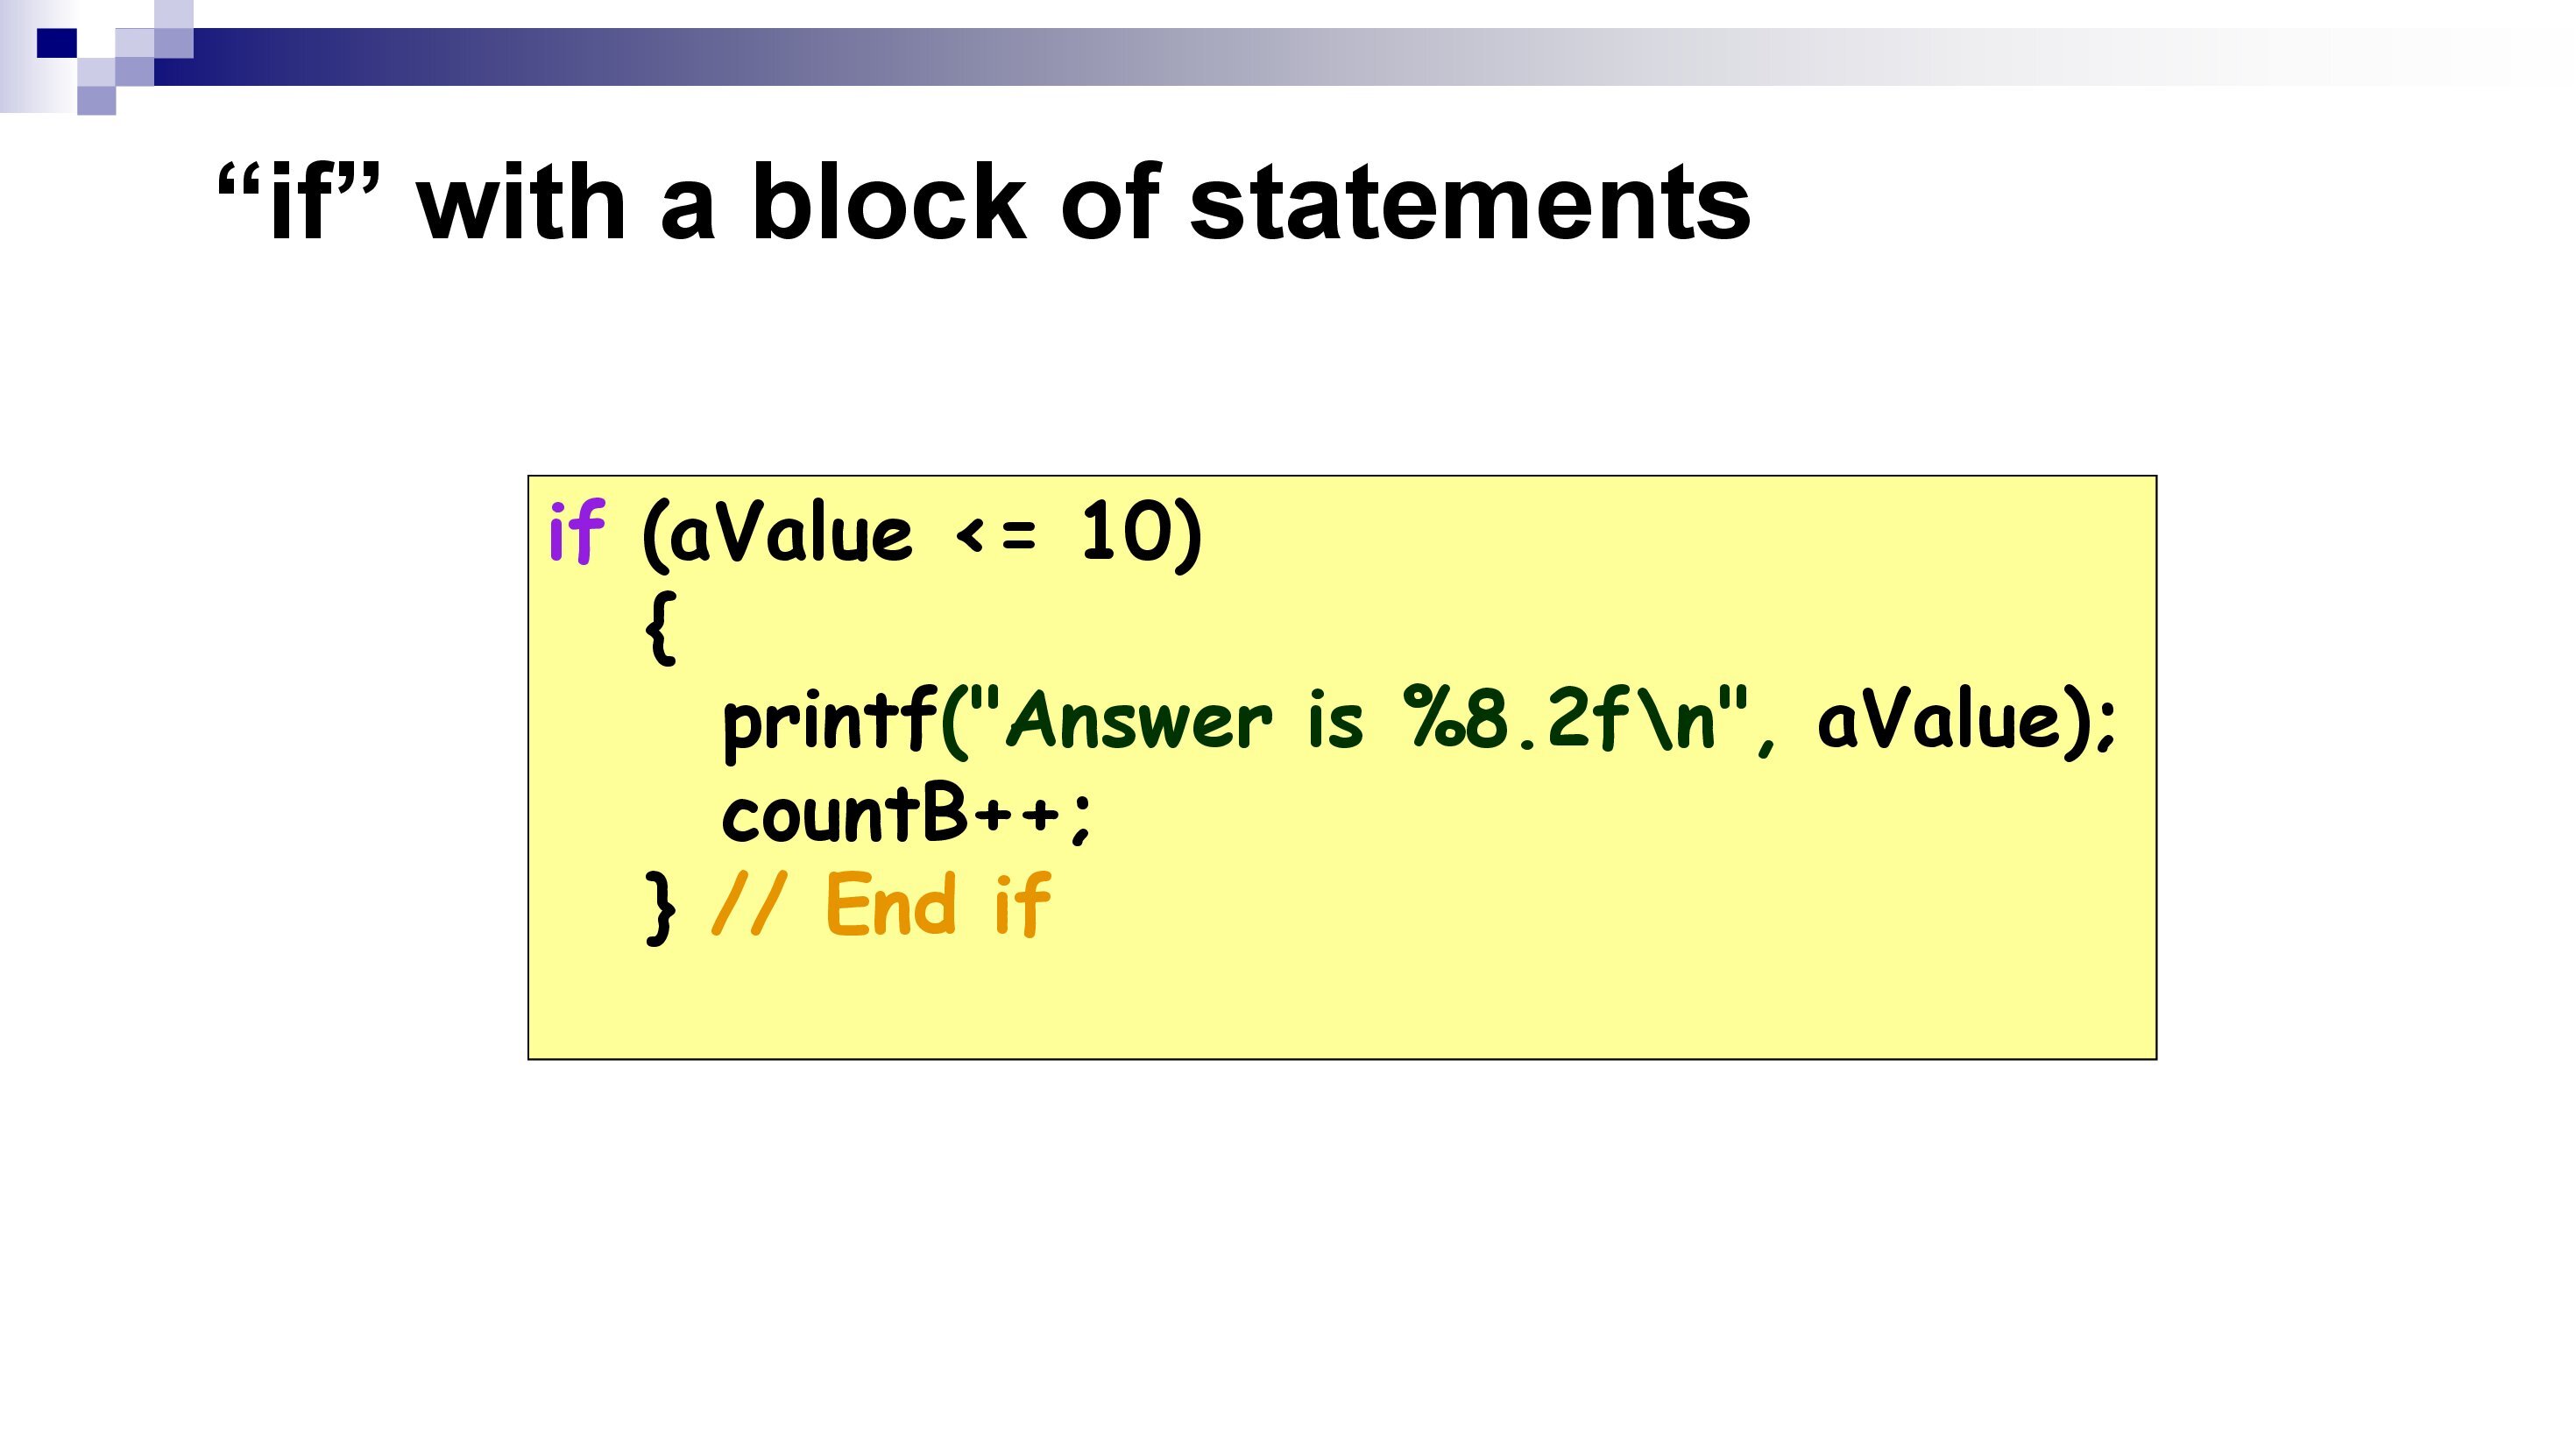 “if” with a block of statements
if (aValue <= 10)
{
printf("Answer is %8.2f\n", aValue);
countB++;
} // End if